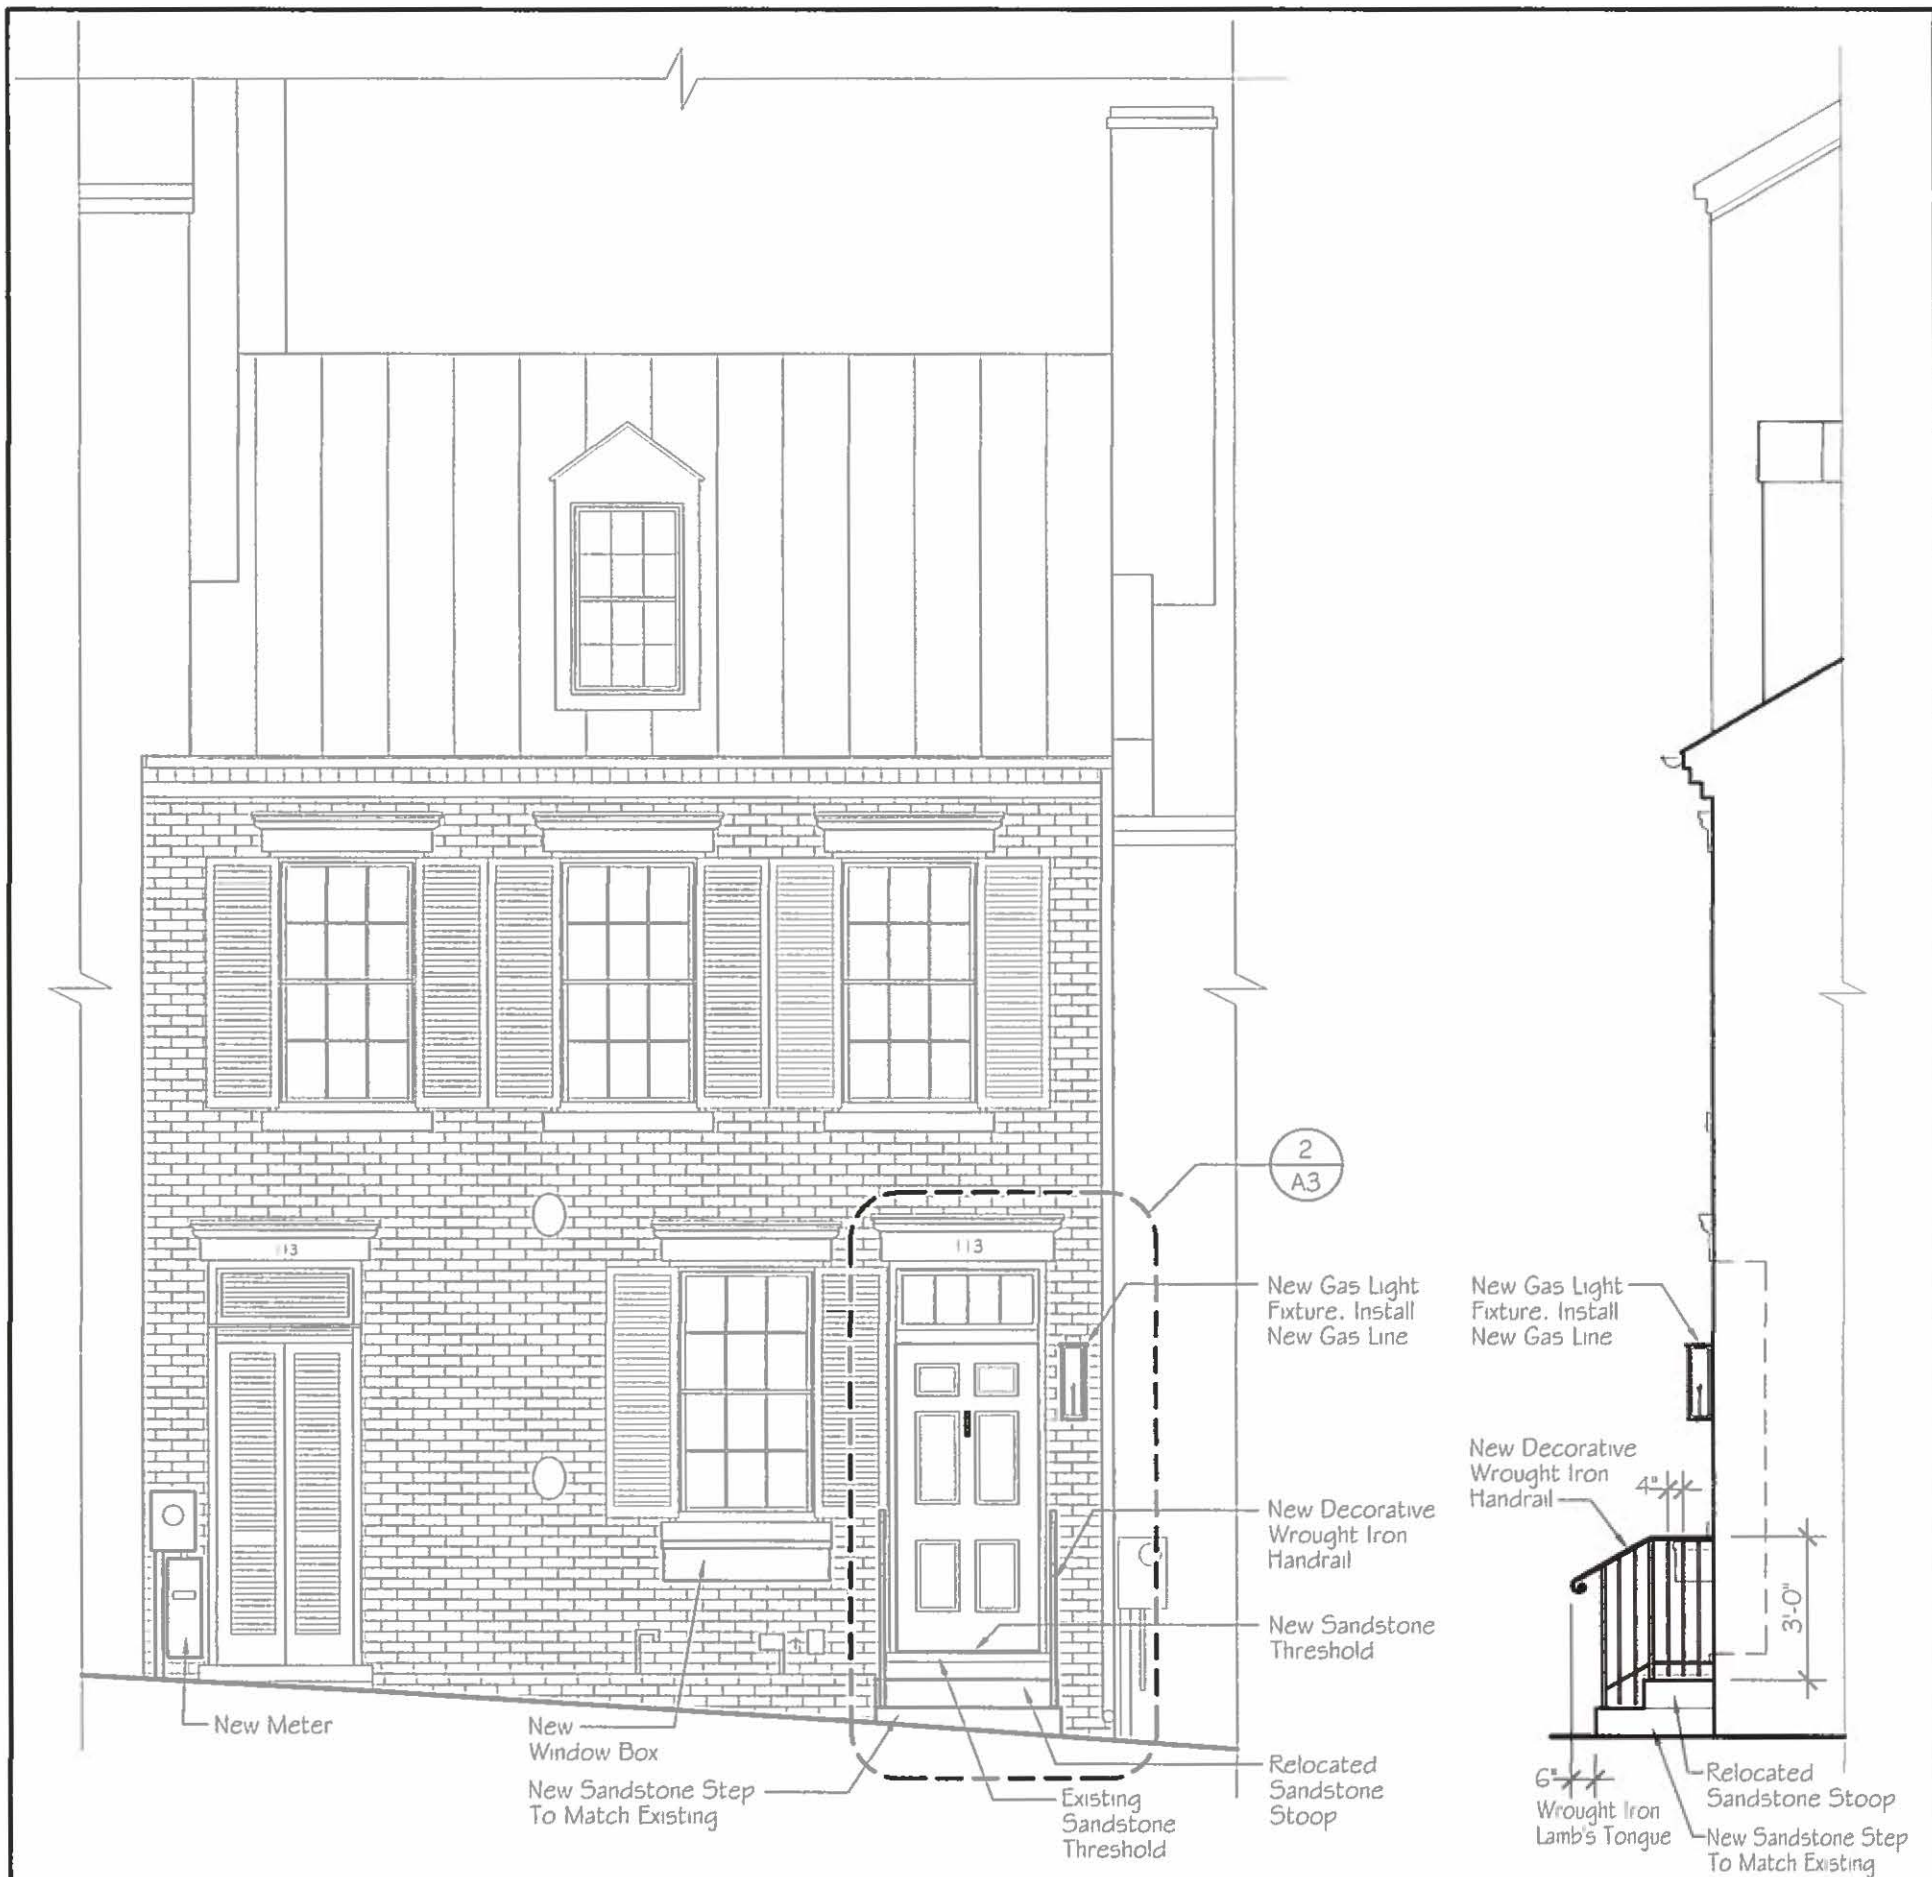 2
A3
113
113
New Gas Light
Fixture. Install
New Gas Line
New Gas Light
Fixture. Install
New Gas Line
New Decorative
Wrought Iron
Handrail
4"
New Decorative
Wrought Iron
Handrail
3'-0"
New Sandstone
Threshold
New Meter
New
Window Box
New Sandstone Step
To Match Existing
Existing
Sandstone
Threshold
Relocated
Sandstone
Stoop
6"
Wrought Iron
Lamb's Tongue
Relocated
Sandstone Stoop
New Sandstone Step
To Match Existing